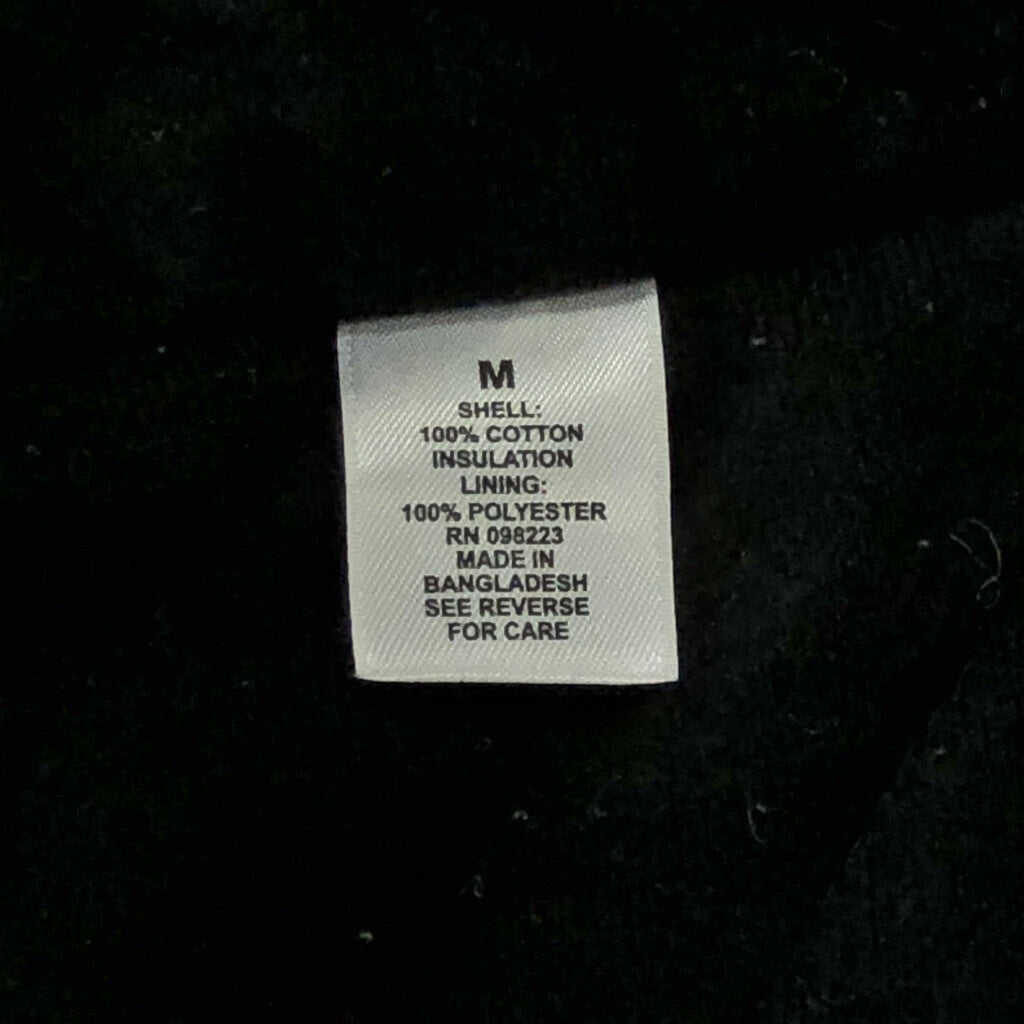 M
SHELL:
100% COTTON
INSULATION
LINING:
100% POLYESTER
RN 098223
MADE IN
BANGLADESH
SEE REVERSE
FOR CARE